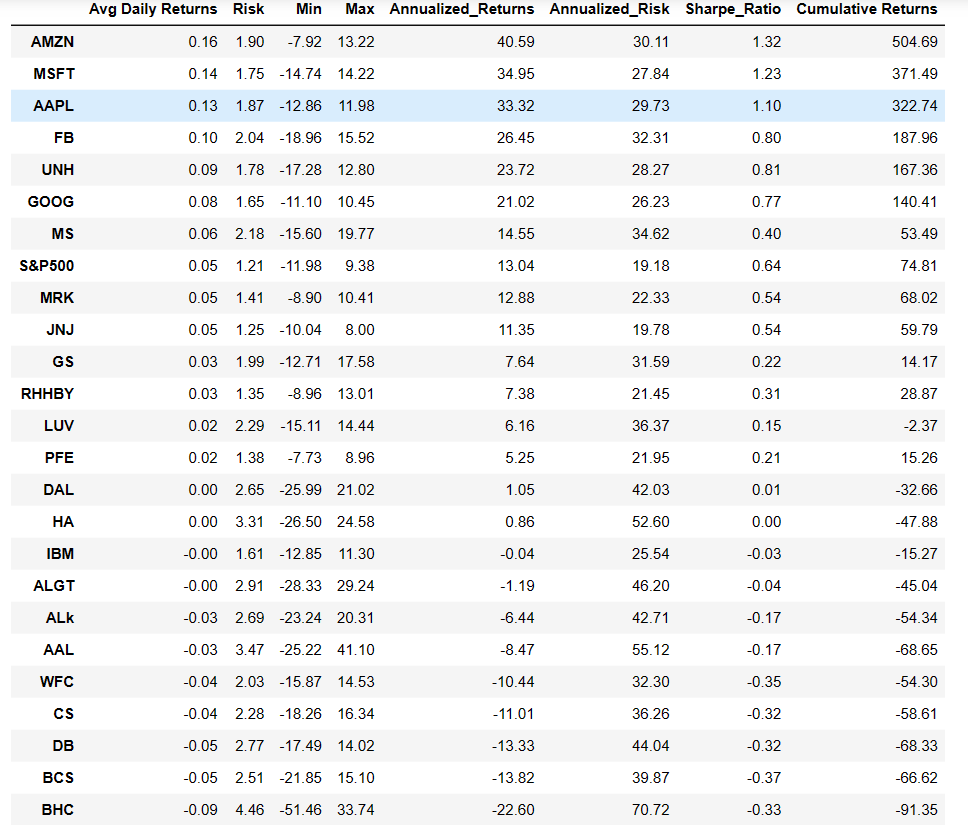 Avg Daily Returns Risk Min Max Annualized_Returns Annualized_Risk Sharpe_Ratio Cumulative Returns
AMZN 0.16 1.90 -7.92 13.22 40.59 30.11 1.32 504.69
MSFT 0.14 1.75 -14.74 14.22 34.95 27.84 1.23 371.49
AAPL 0.13 1.87 -12.86 11.98 33.32 29.73 1.10 322.74
FB 0.10 2.04 -18.96 15.52 26.45 32.31 0.80 187.96
UNH 0.09 1.78 -17.28 12.80 23.72 28.27 0.81 167.36
GOOG 0.08 1.65 -11.10 10.45 21.02 26.23 0.77 140.41
MS 0.06 2.18 -15.60 19.77 14.55 34.62 0.40 53.49
S&P500 0.05 1.21 -11.98 9.38 13.04 19.18 0.64 74.81
MRK 0.05 1.41 -8.90 10.41 12.88 22.33 0.54 68.02
JNJ 0.05 1.25 -10.04 8.00 11.35 19.78 0.54 59.79
GS 0.03 1.99 -12.71 17.58 7.64 31.59 0.22 14.17
RHHBY 0.03 1.35 -8.96 13.01 7.38 21.45 0.31 28.87
LUV 0.02 2.29 -15.11 14.44 6.16 36.37 0.15 -2.37
PFE 0.02 1.38 -7.73 8.96 5.25 21.95 0.21 15.26
DAL 0.00 2.65 -25.99 21.02 1.05 42.03 0.01 -32.66
HA 0.00 3.31 -26.50 24.58 0.86 52.60 0.00 -47.88
IBM -0.00 1.61 -12.85 11.30 -0.04 25.54 -0.03 -15.27
ALGT -0.00 2.91 -28.33 29.24 -1.19 46.20 -0.04 -45.04
ALk -0.03 2.69 -23.24 20.31 -6.44 42.71 -0.17 -54.34
AAL -0.03 3.47 -25.22 41.10 -8.47 55.12 -0.17 -68.65
WFC -0.04 2.03 -15.87 14.53 -10.44 32.30 -0.35 -54.30
CS -0.04 2.28 -18.26 16.34 -11.01 36.26 -0.32 -58.61
DB -0.05 2.77 -17.49 14.02 -13.33 44.04 -0.32 -68.33
BCS -0.05 2.51 -21.85 15.10 -13.82 39.87 -0.37 -66.62
BHC -0.09 4.46 -51.46 33.74 -22.60 70.72 -0.33 -91.35